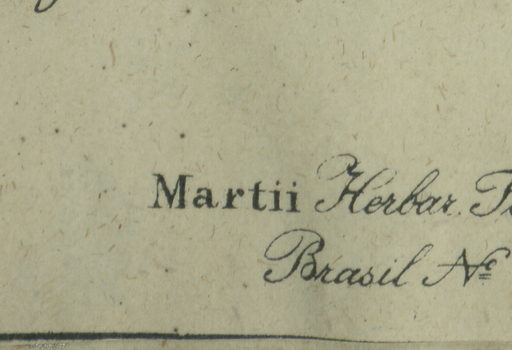 Martii Herbar.
Brasil Nº